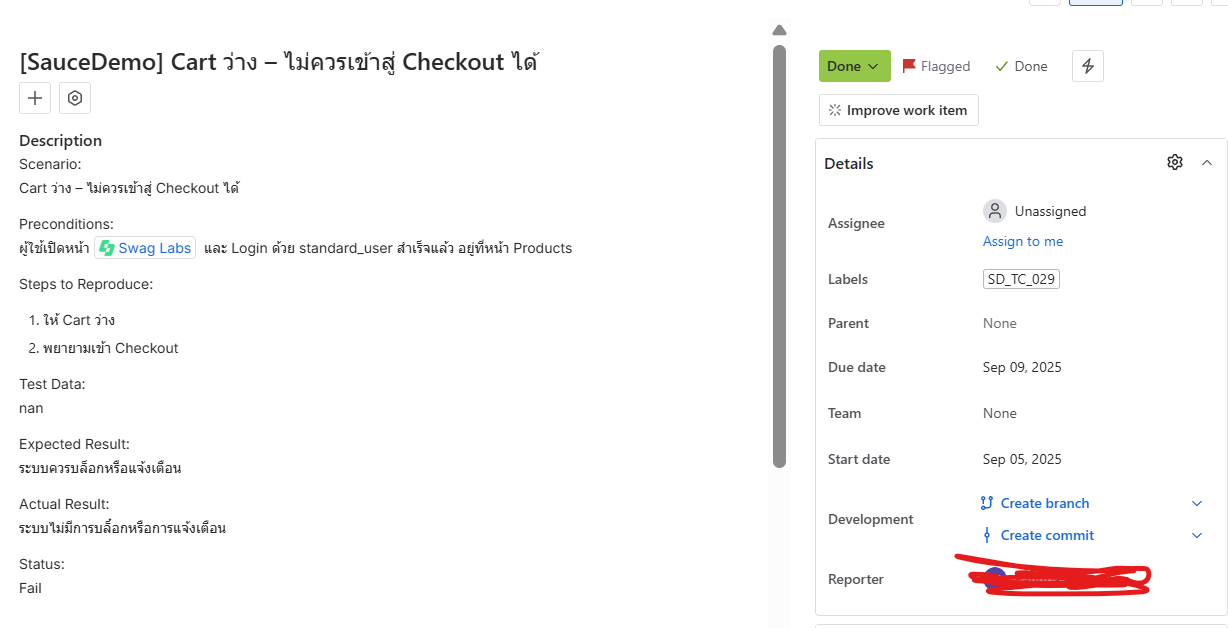 [SauceDemo] Cart ว่าง – ไม่ควรเข้าสู่ Checkout ได้
Description
Scenario:
Cart ว่าง – ไม่ควรเข้าสู่ Checkout ได้
Preconditions:
ผู้ใช้เปิดหน้า Swag Labs และ Login ด้วย standard_user สำเร็จแล้ว อยู่ที่หน้า Products
Steps to Reproduce:
1. ให้ Cart ว่าง
2. พยายามเข้า Checkout
Test Data:
nan
Expected Result:
ระบบควรบล็อกหรือแจ้งเตือน
Actual Result:
ระบบไม่มีการบล็อกหรือการแจ้งเตือน
Status:
Fail
Done Flagged Done
Improve work item
Details
Assignee Unassigned
Assign to me
Labels SD_TC_029
Parent None
Due date Sep 09, 2025
Team None
Start date Sep 05, 2025
Development Create branch
Create commit
Reporter